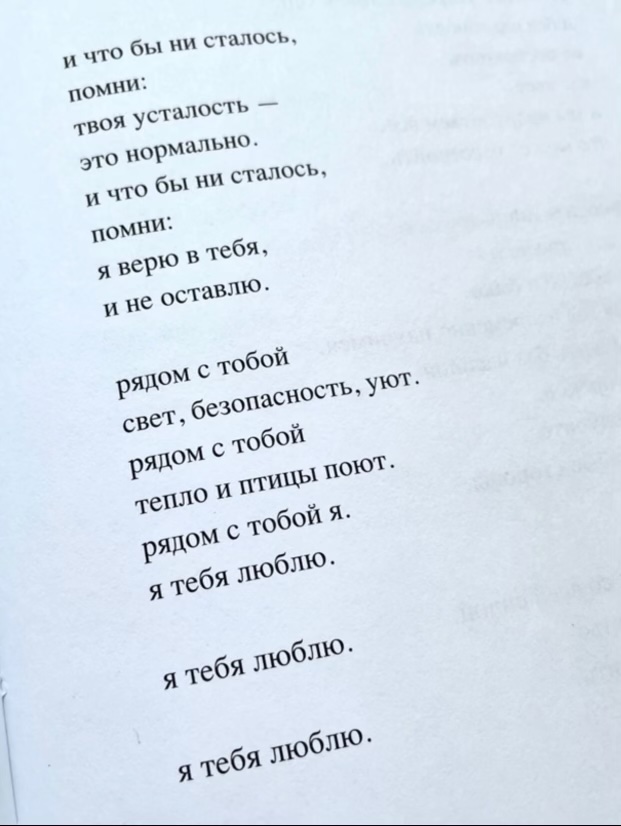 и что бы ни сталось,
помни:
твоя усталость —
это нормально.
и что бы ни сталось,
помни:
я верю в тебя,
и не оставлю.
рядом с тобой
свет, безопасность, уют.
рядом с тобой
тепло и птицы поют.
рядом с тобой я.
я тебя люблю.
я тебя люблю.
я тебя люблю.